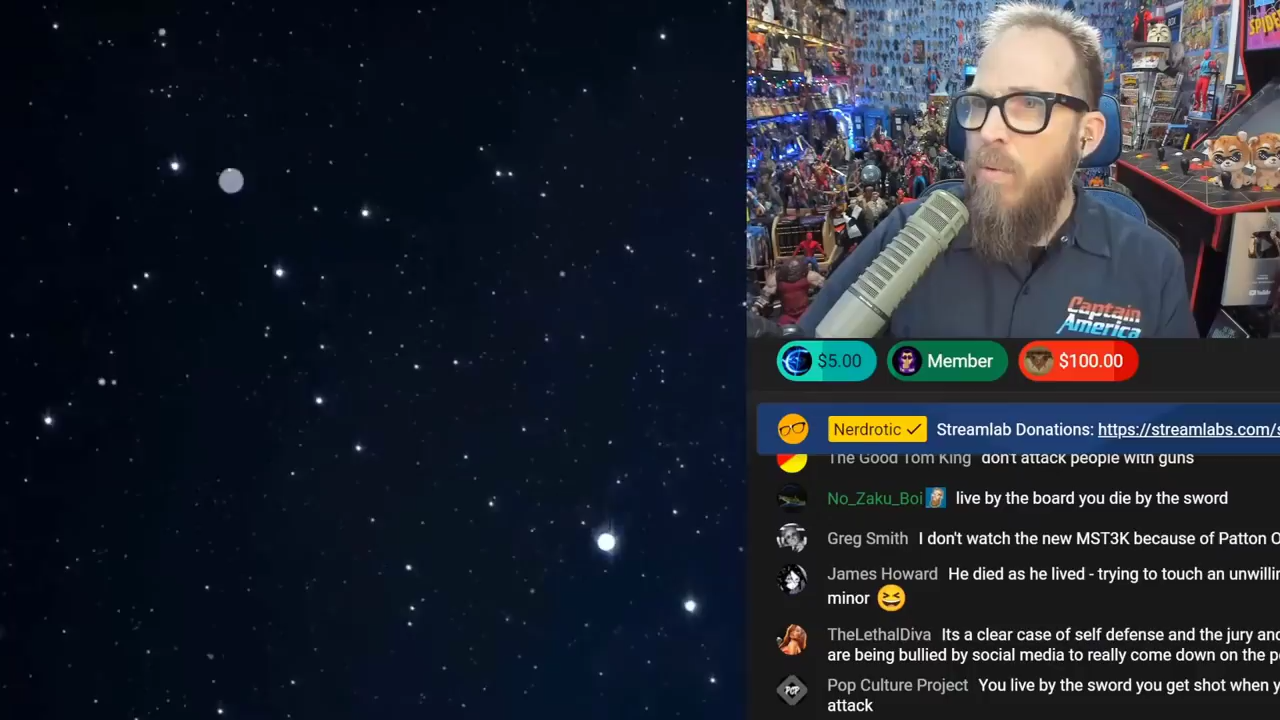 SPIDE
Captain
America
$5.00
Member
$100.00
Nerdrotic Streamlab Donations: https://streamlabs.com/s
The Good Tom King don't attack people with guns
No_Zaku_Boi live by the board you die by the sword
Greg Smith I don't watch the new MST3K because of Patton O
James Howard He died as he lived - trying to touch an unwillin
minor
TheLethalDiva Its a clear case of self defense and the jury and
are being bullied by social media to really come down on the p
Pop Culture Project You live by the sword you get shot when y
attack